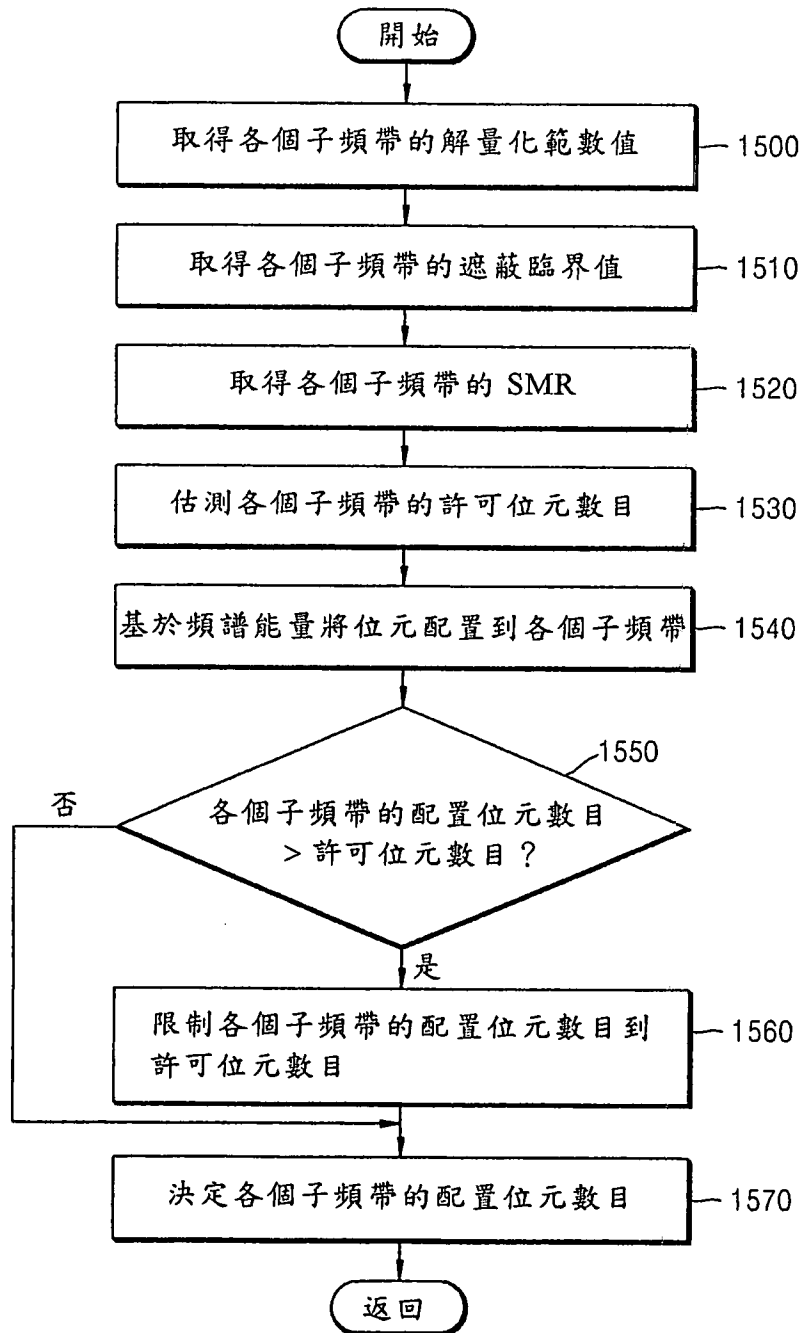 開始
取得各個子頻帶的解量化範數值
1500
取得各個子頻帶的遮蔽臨界值
1510
取得各個子頻帶的 SMR
1520
估測各個子頻帶的許可位元數目
1530
基於頻譜能量將位元配置到各個子頻帶
1540
1550
否
各個子頻帶的配置位元數目
> 許可位元數目?
是
限制各個子頻帶的配置位元數目到
許可位元數目
1560
決定各個子頻帶的配置位元數目
1570
返回